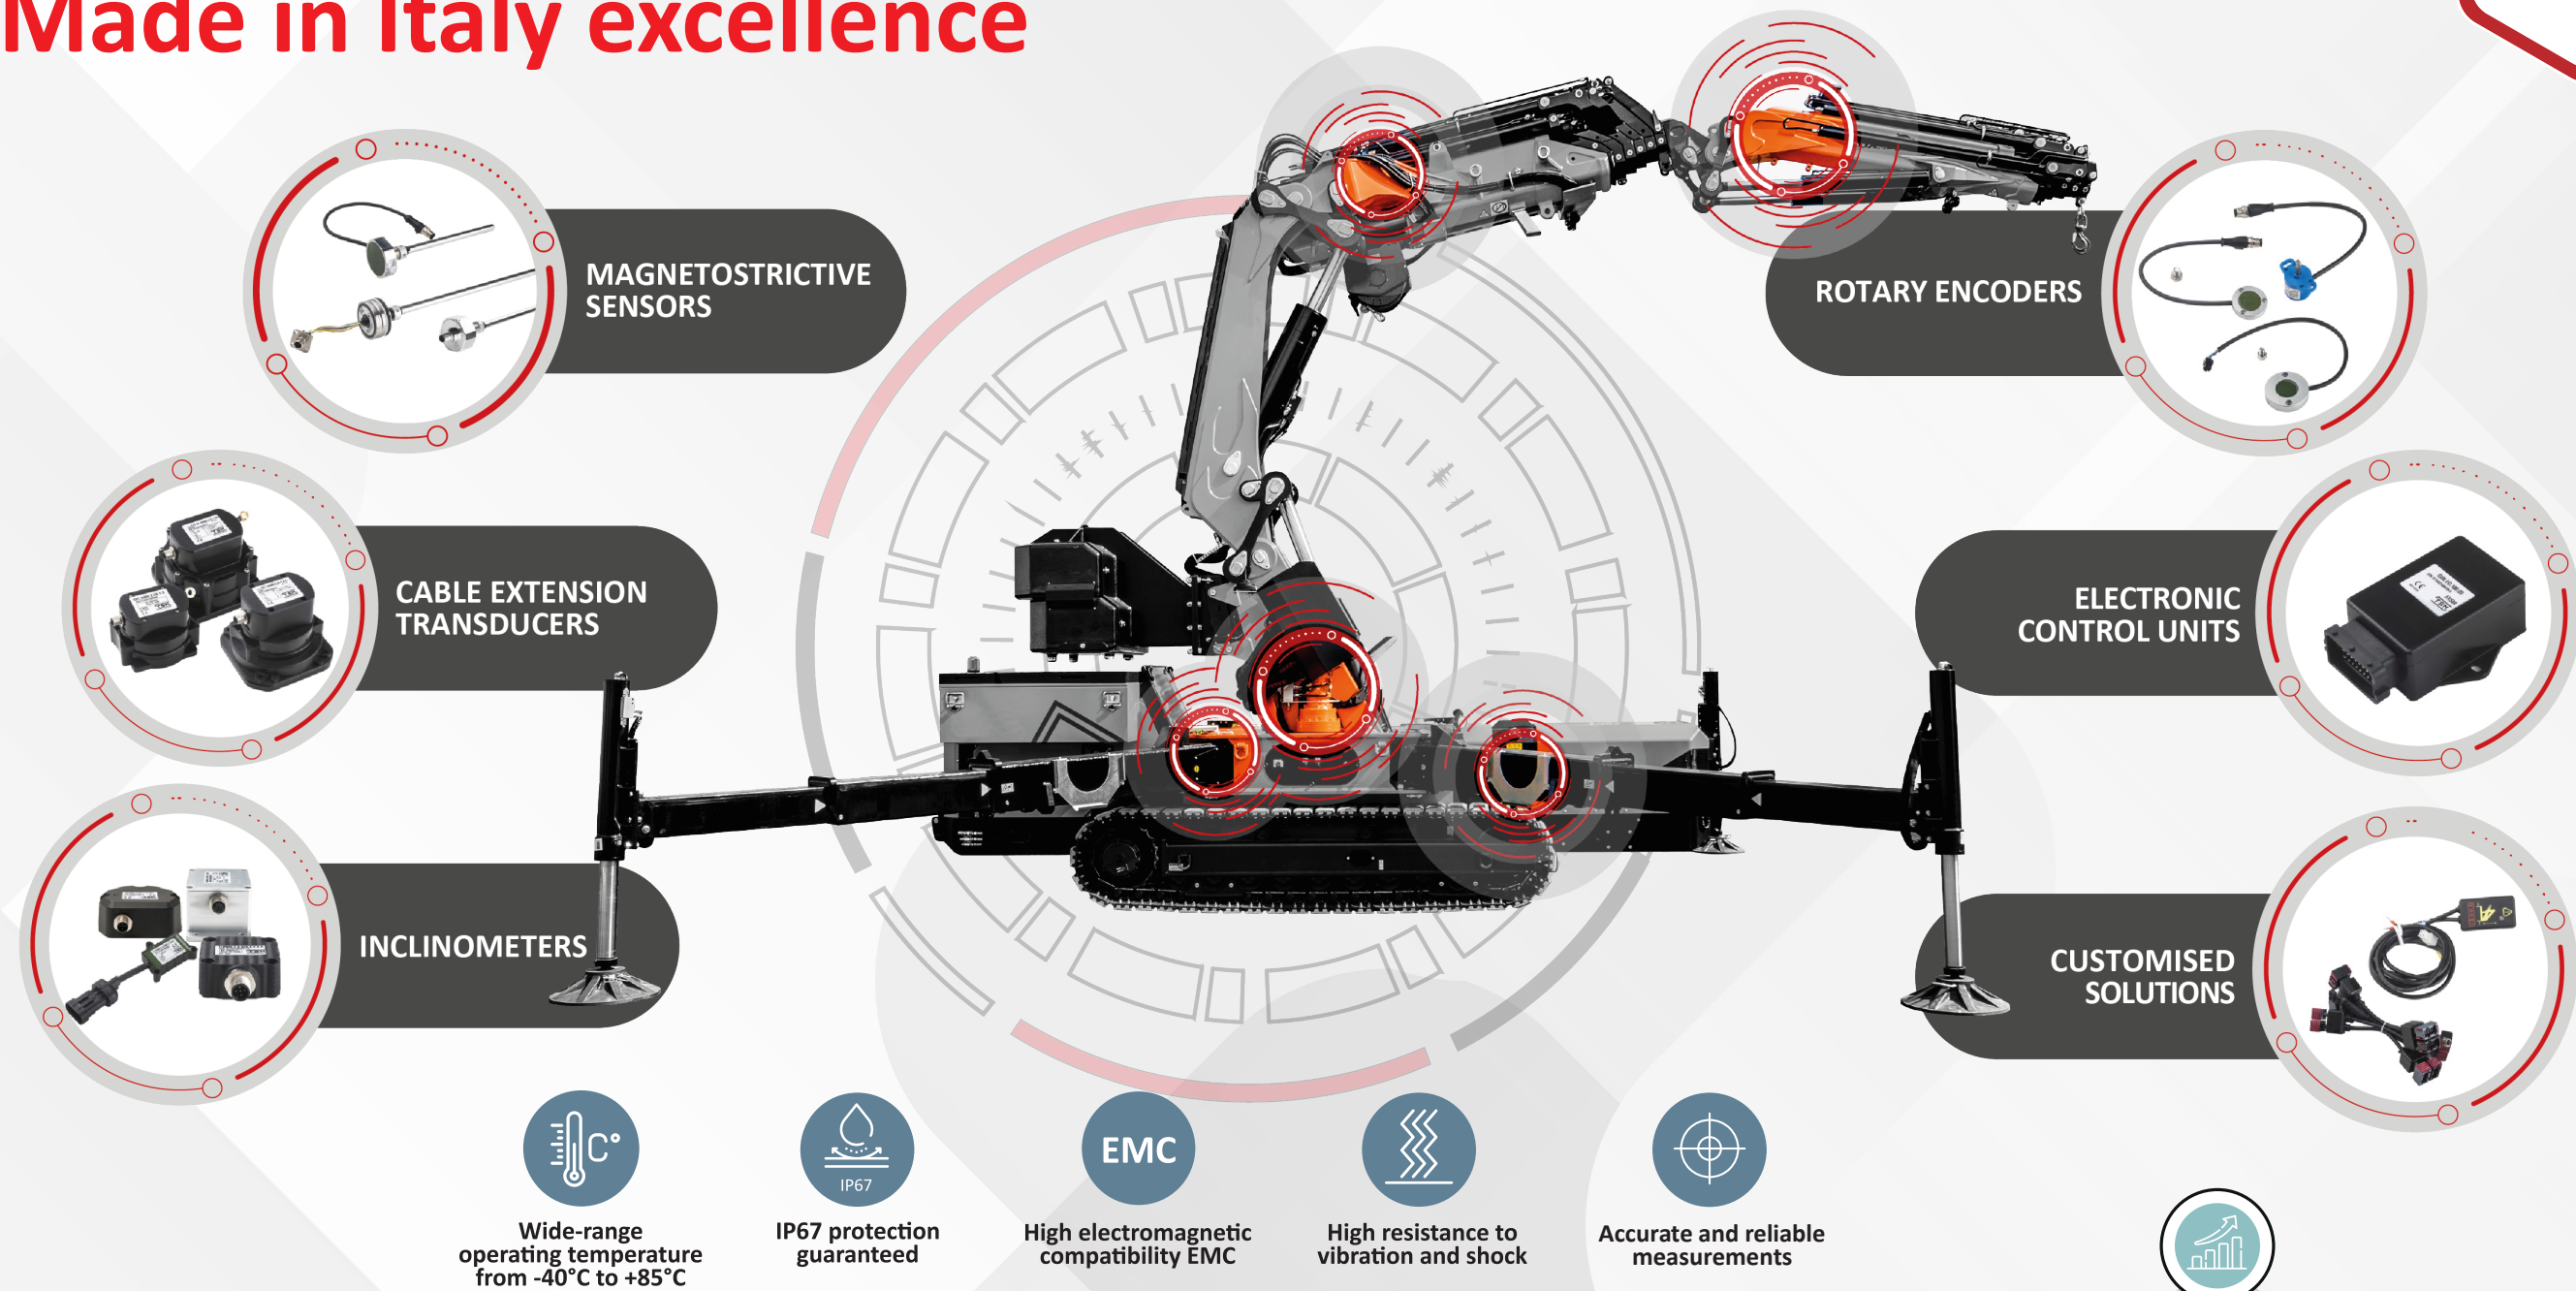 Made in Italy excellence
MAGNETOSTRICTIVE
SENSORS
ROTARY ENCODERS
CABLE EXTENSION
TRANSDUCERS
ELECTRONIC
CONTROL UNITS
INCLINOMETERS
CUSTOMISED
SOLUTIONS
C°
IP67
EMC
Wide-range
operating temperature
from -40°C to +85°C
IP67 protection
guaranteed
High electromagnetic
compatibility EMC
High resistance to
vibration and shock
Accurate and reliable
measurements